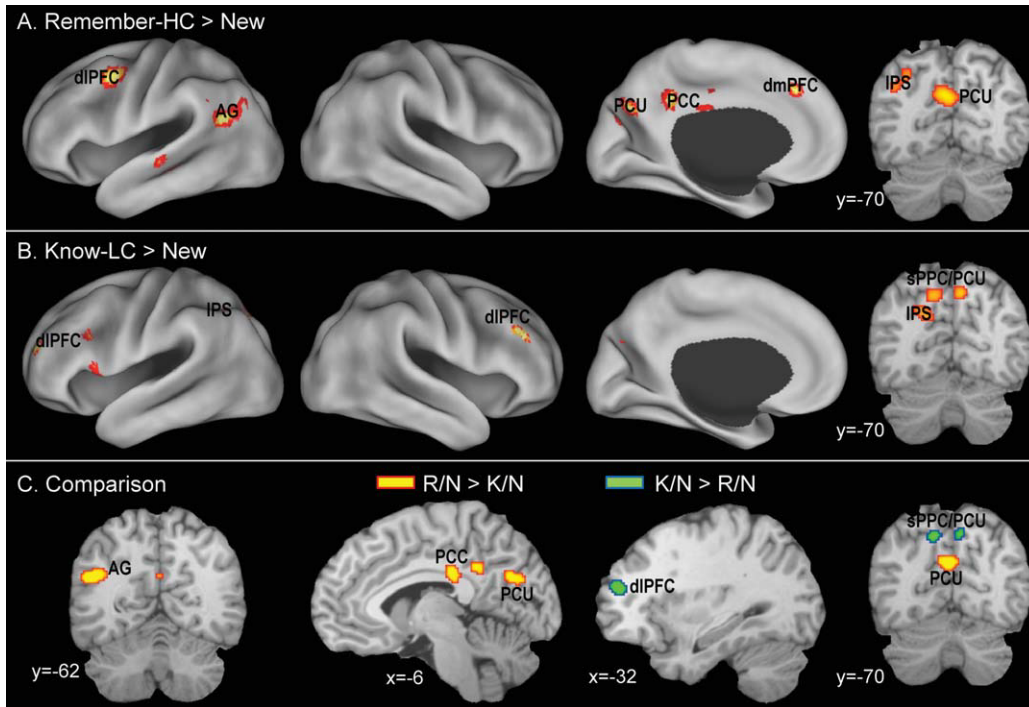 A. Remember-HC > New
dlPFC
AG
PCU
PCC
dmPFC
IPS
PCU
y=-70
B. Know-LC > New
dlPFC
IPS
dlPFC
sPPC/PCU
IPS
y=-70
C. Comparison
R/N > K/N
K/N > R/N
AG
y=-62
PCC
PCU
x=-6
dlPFC
x=-32
sPPC/PCU
PCU
y=-70